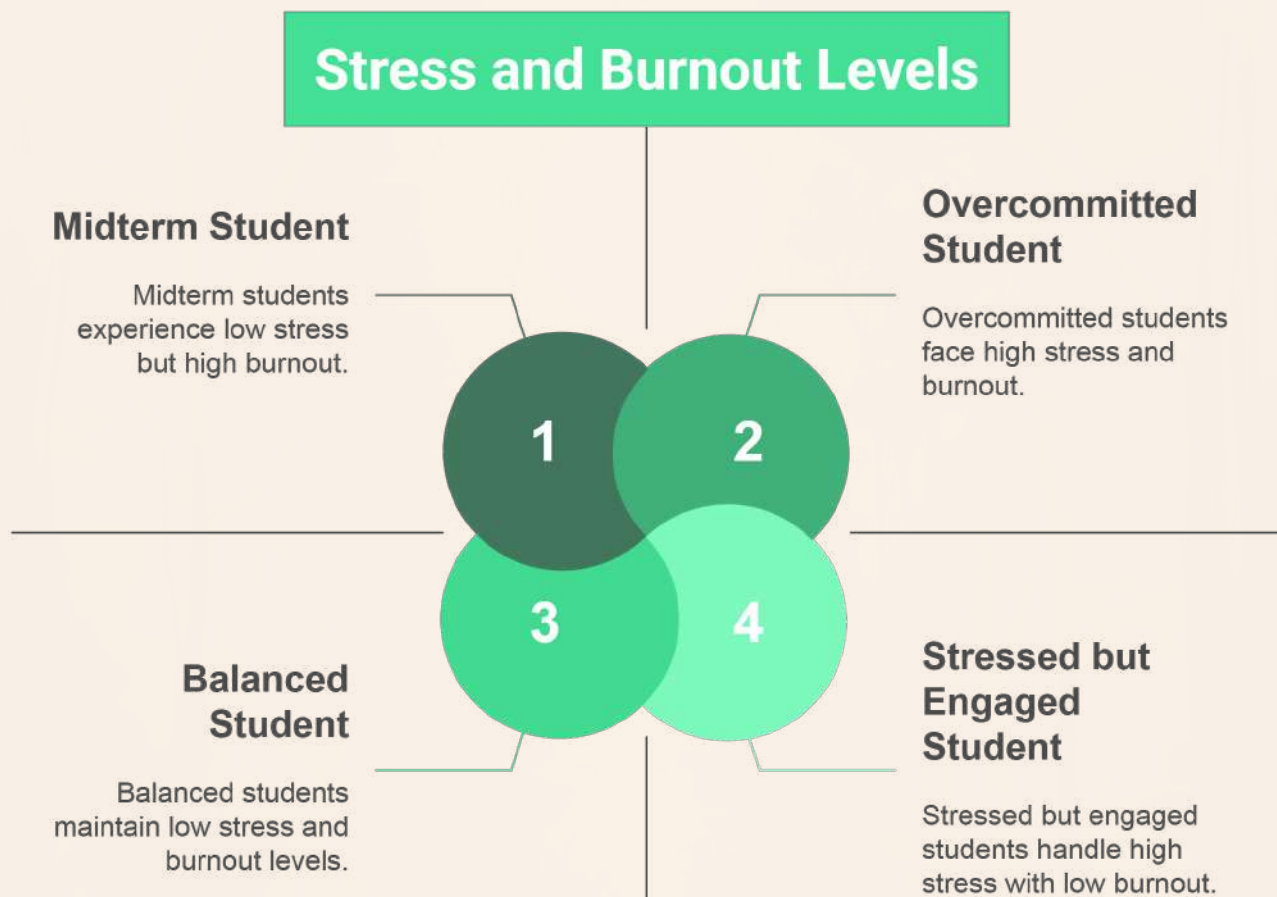 Stress and Burnout Levels
Midterm Student
Midterm students
experience low stress
but high burnout.
Overcommitted
Student
Overcommitted students
face high stress and
burnout.
1
2
3
4
Balanced
Student
Balanced students
maintain low stress and
burnout levels.
Stressed but
Engaged
Student
Stressed but engaged
students handle high
stress with low burnout.